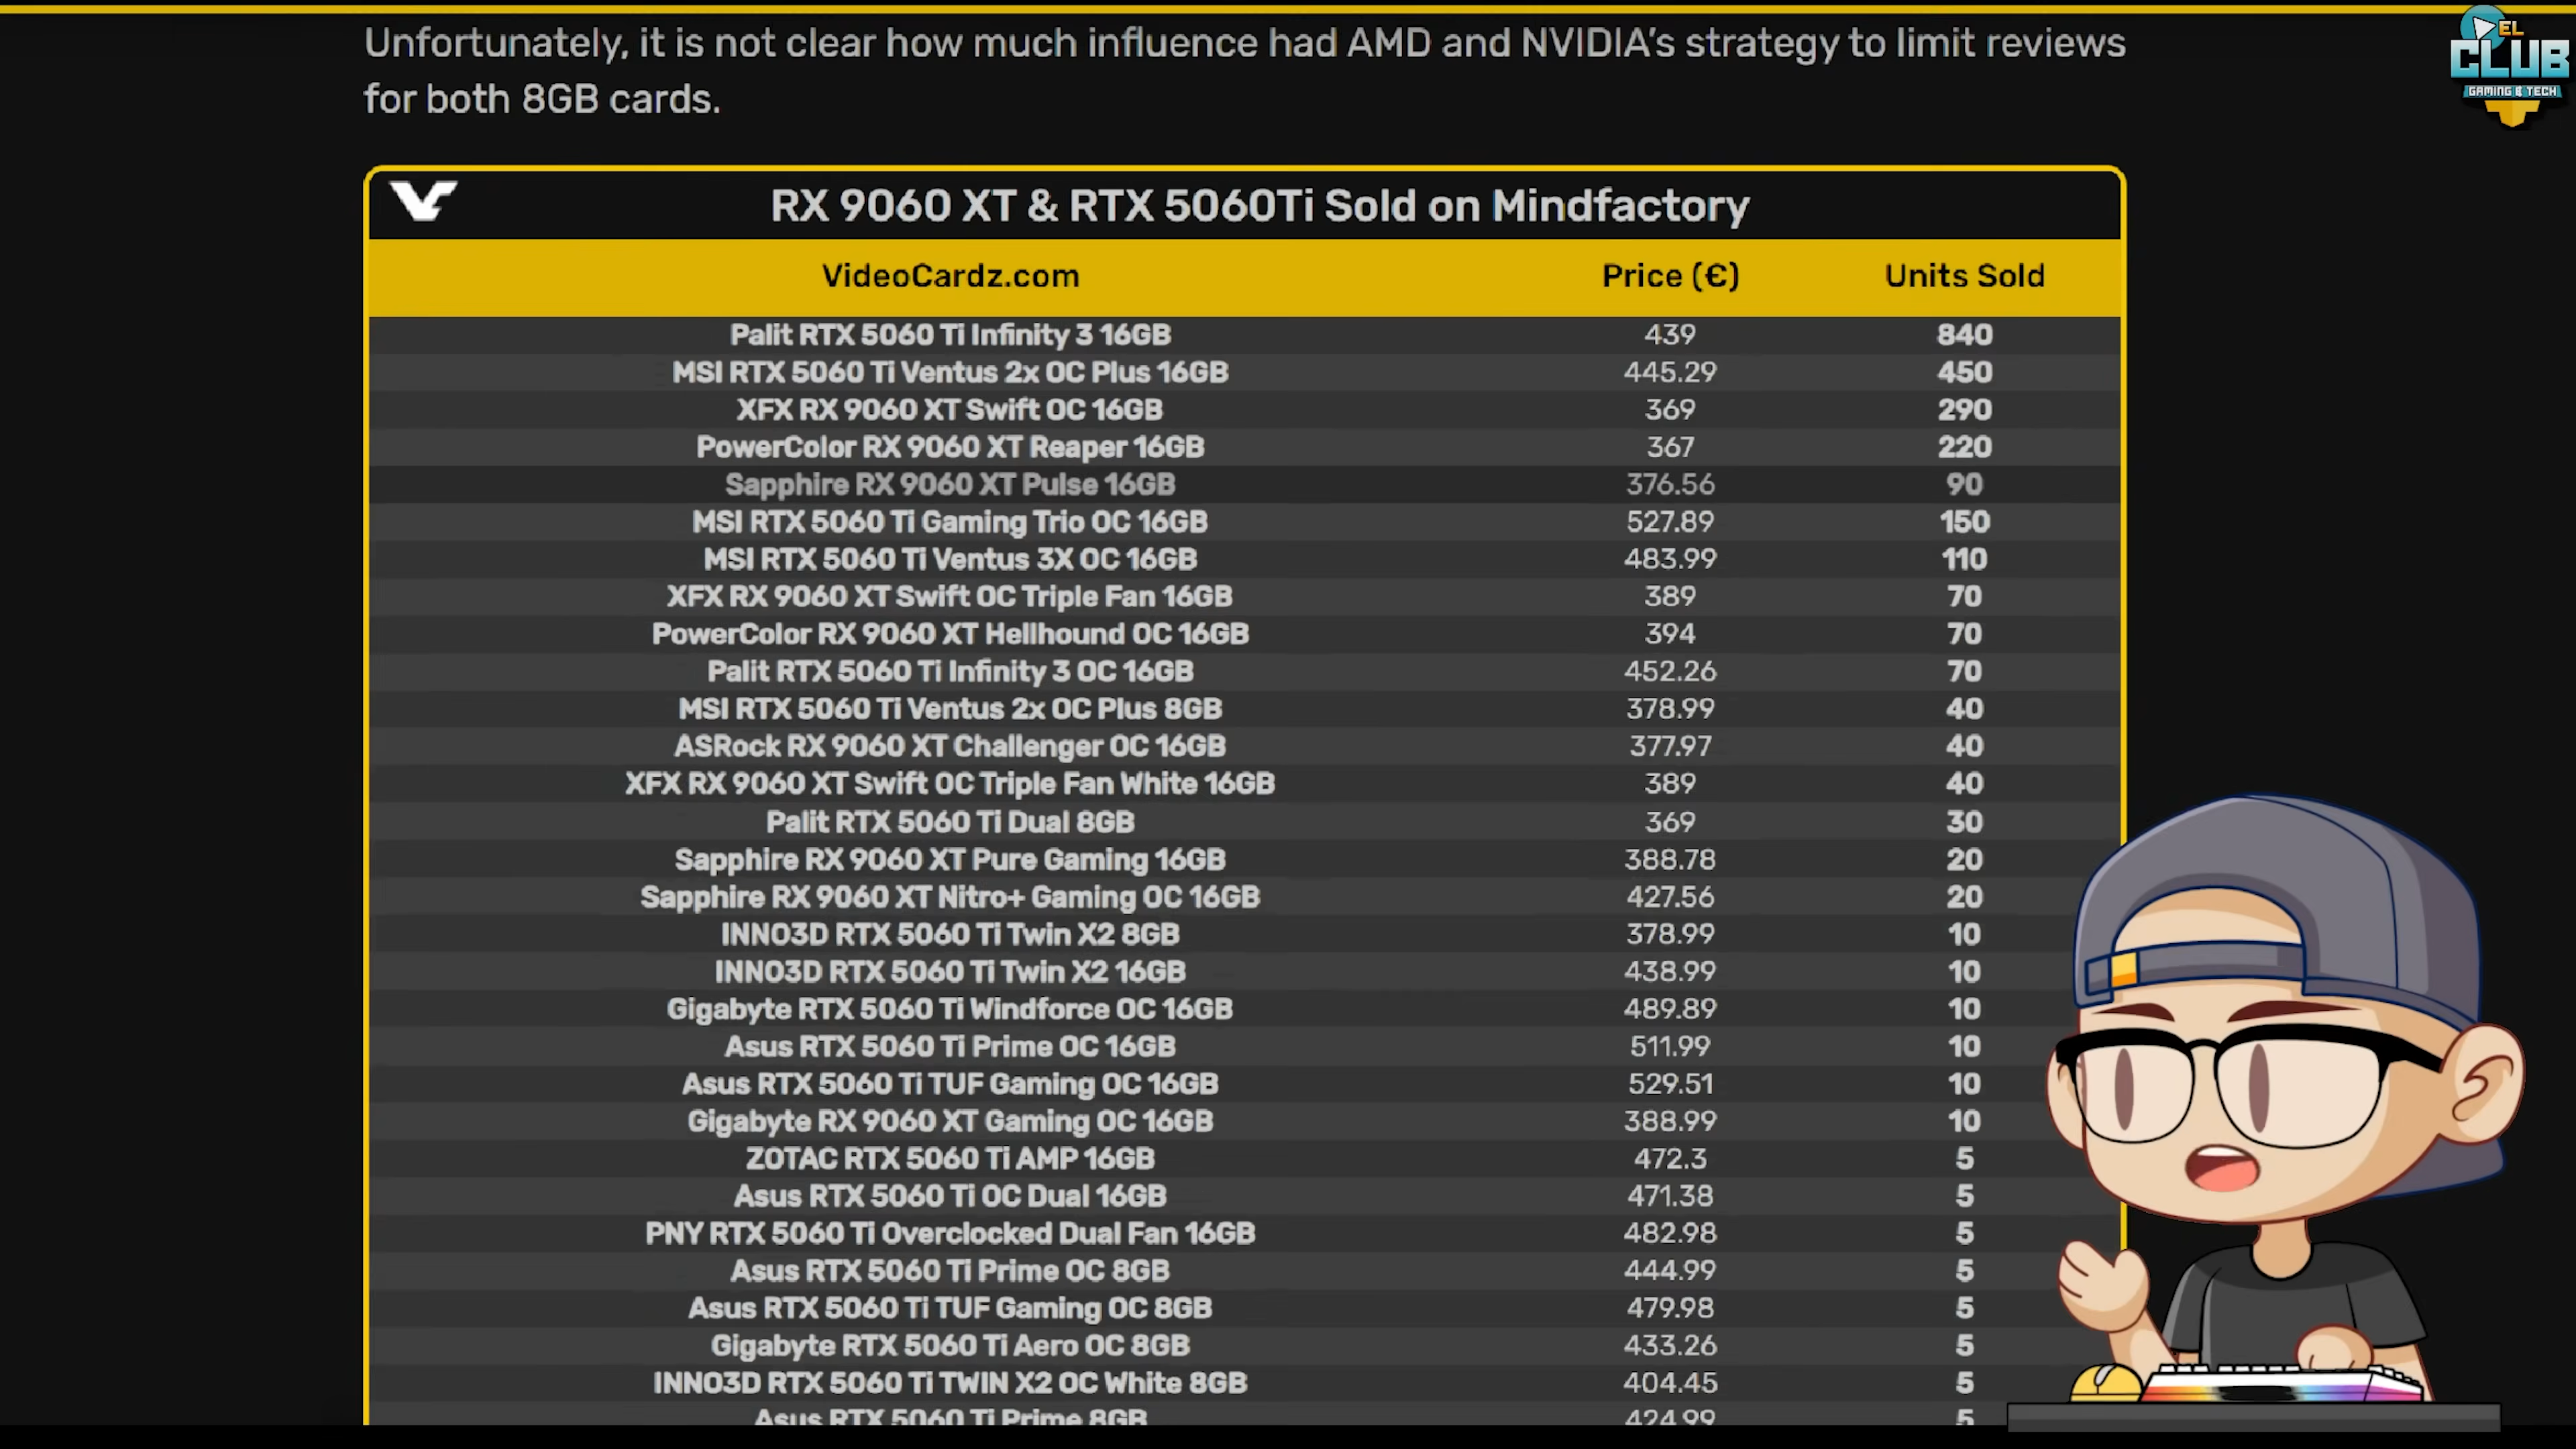 Unfortunately, it is not clear how much influence had AMD and NVIDIA's strategy to limit reviews
for both 8GB cards.
EL
CLUB
GAMING & TECH
RX 9060 XT & RTX 5060Ti Sold on Mindfactory
VideoCardz.com Price (€) Units Sold
Palit RTX 5060 Ti Infinity 3 16GB 439 840
MSI RTX 5060 Ti Ventus 2x OC Plus 16GB 445.29 450
XFX RX 9060 XT Swift OC 16GB 369 290
PowerColor RX 9060 XT Reaper 16GB 367 220
Sapphire RX 9060 XT Pulse 16GB 376.56 90
MSI RTX 5060 Ti Gaming Trio OC 16GB 527.89 150
MSI RTX 5060 Ti Ventus 3X OC 16GB 483.99 110
XFX RX 9060 XT Swift OC Triple Fan 16GB 389 70
PowerColor RX 9060 XT Hellhound OC 16GB 394 70
Palit RTX 5060 Ti Infinity 3 OC 16GB 452.26 70
MSI RTX 5060 Ti Ventus 2x OC Plus 8GB 378.99 40
ASRock RX 9060 XT Challenger OC 16GB 377.97 40
XFX RX 9060 XT Swift OC Triple Fan White 16GB 389 40
Palit RTX 5060 Ti Dual 8GB 369 30
Sapphire RX 9060 XT Pure Gaming 16GB 388.78 20
Sapphire RX 9060 XT Nitro+ Gaming OC 16GB 427.56 20
INNO3D RTX 5060 Ti Twin X2 8GB 378.99 10
INNO3D RTX 5060 Ti Twin X2 16GB 438.99 10
Gigabyte RTX 5060 Ti Windforce OC 16GB 489.89 10
Asus RTX 5060 Ti Prime OC 16GB 511.99 10
Asus RTX 5060 Ti TUF Gaming OC 16GB 529.51 10
Gigabyte RX 9060 XT Gaming OC 16GB 388.99 10
ZOTAC RTX 5060 Ti AMP 16GB 472.3 5
Asus RTX 5060 Ti OC Dual 16GB 471.38 5
PNY RTX 5060 Ti Overclocked Dual Fan 16GB 482.98 5
Asus RTX 5060 Ti Prime OC 8GB 444.99 5
Asus RTX 5060 Ti TUF Gaming OC 8GB 479.98 5
Gigabyte RTX 5060 Ti Aero OC 8GB 433.26 5
INNO3D RTX 5060 Ti TWIN X2 OC White 8GB 404.45 5
Asus RTX 5060 Ti Prime 8GB 424.99 5